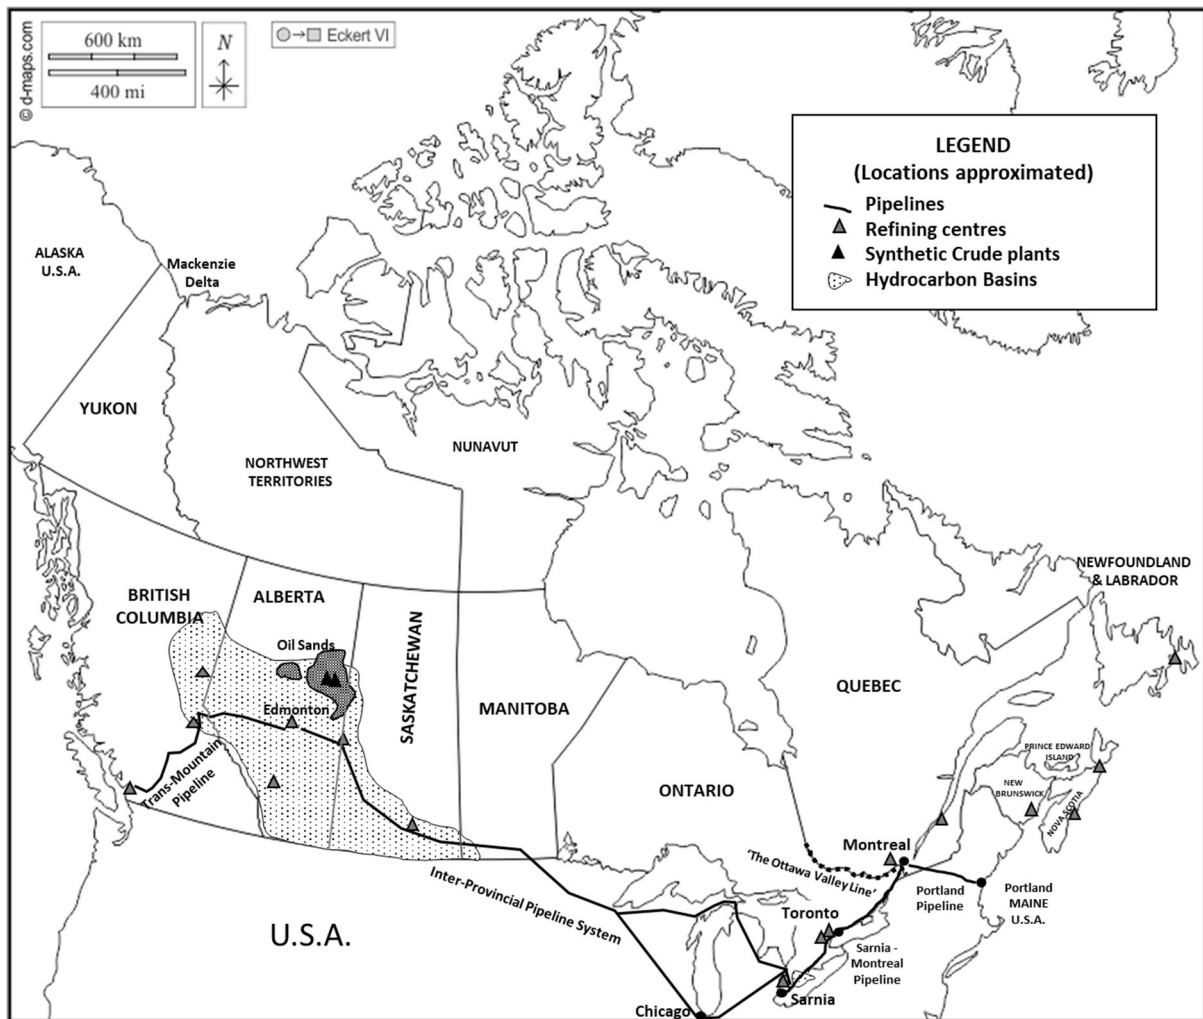 © d-maps.com
600 km
400 mi
N
Eckert VI
LEGEND
(Locations approximated)
Pipelines
Refining centres
Synthetic Crude plants
Hydrocarbon Basins
ALASKA
U.S.A.
Mackenzie
Delta
YUKON
NORTHWEST
TERRITORIES
NUNAVUT
NEWFOUNDLAND
& LABRADOR
BRITISH
COLUMBIA
ALBERTA
SASKATCHEWAN
Oil Sands
Edmonton
MANITOBA
QUEBEC
ONTARIO
Trans-Mountain
Pipeline
PRINCE EDWARD
ISLAND
NEW
BRUNSWICK
NOVA SCOTIA
Montreal
'The Ottawa Valley Line'
Inter-Provincial Pipeline System
Portland
Pipeline
Portland
MAINE
U.S.A.
Toronto
U.S.A.
Sarnia -
Montreal
Pipeline
Sarnia
Chicago